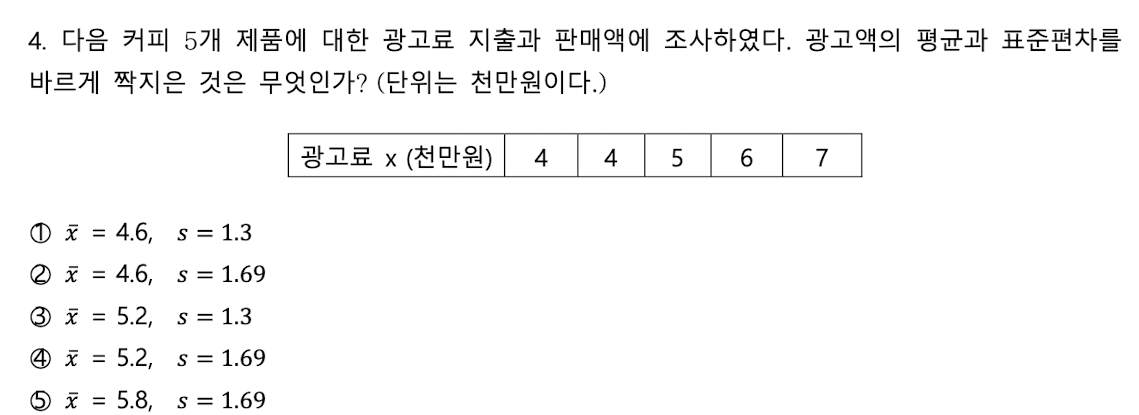 4. 다음 커피 5개 제품에 대한 광고료 지출과 판매액에 조사하였다. 광고액의 평균과 표준편차를
바르게 짝지은 것은 무엇인가? (단위는 천만원이다.)
광고료 x (천만원) 4 4 5 6 7
① x̄ = 4.6, s = 1.3
② x̄ = 4.6, s = 1.69
③ x̄ = 5.2, s = 1.3
④ x̄ = 5.2, s = 1.69
⑤ x̄ = 5.8, s = 1.69